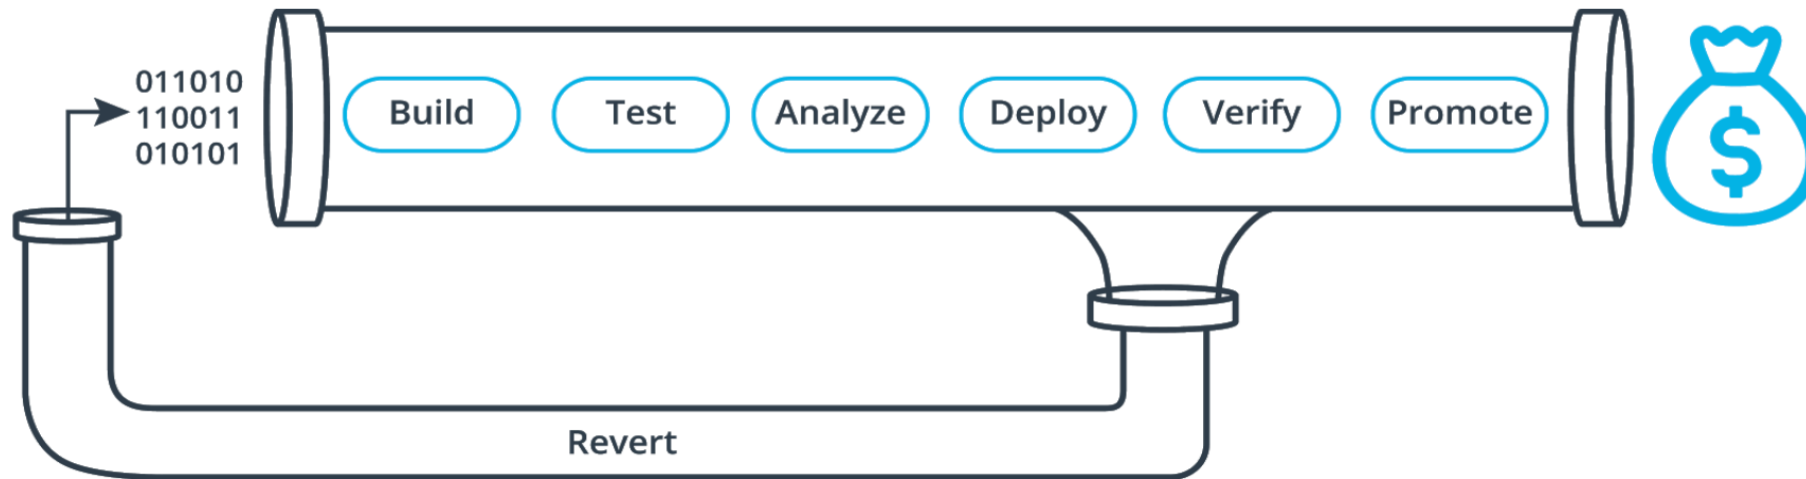 011010
110011
010101
Build
Test
Analyze
Deploy
Verify
Promote
$
Revert